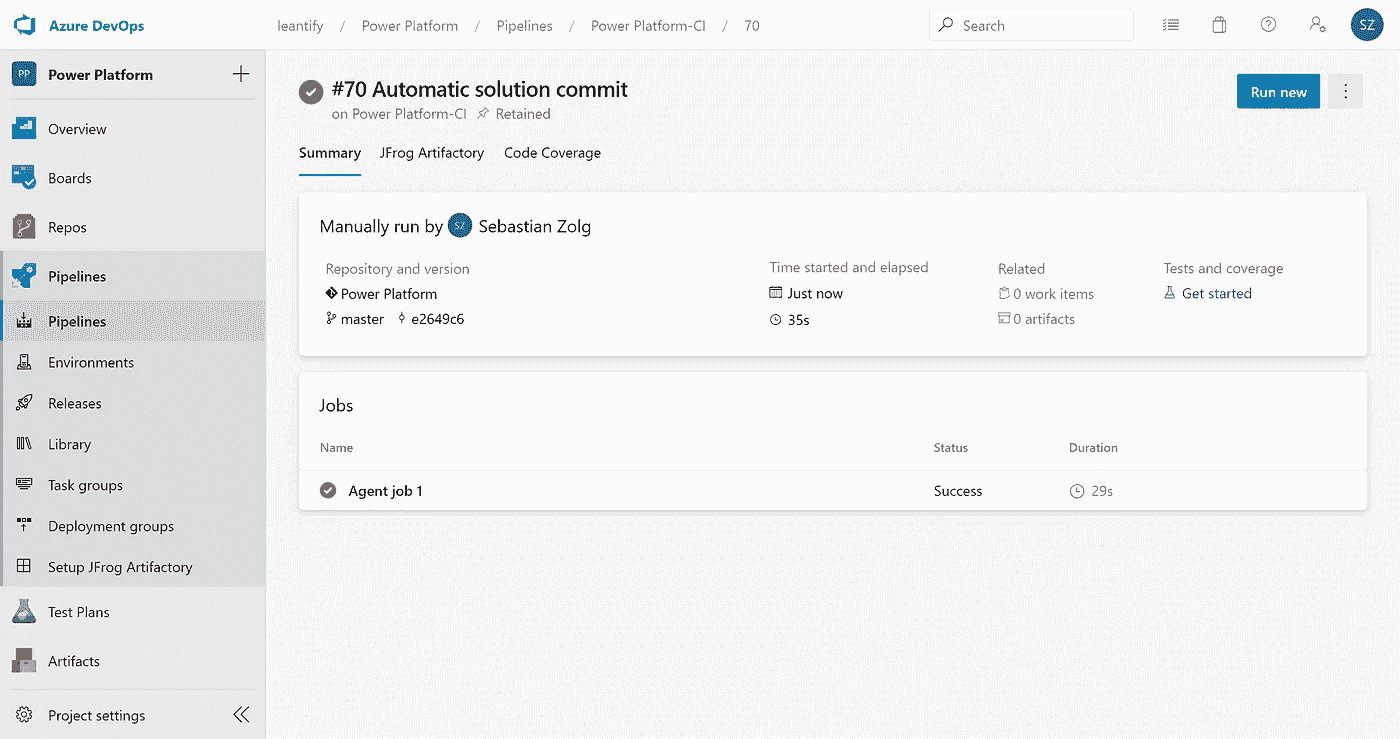 Azure DevOps
leantify / Power Platform / Pipelines / Power Platform-CI / 70
Search
SZ
PP Power Platform
Overview
Boards
Repos
Pipelines
Pipelines
Environments
Releases
Library
Task groups
Deployment groups
Setup JFrog Artifactory
Test Plans
Artifacts
Project settings
#70 Automatic solution commit
on Power Platform-CI Retained
Run new
Summary JFrog Artifactory Code Coverage
Manually run by SZ Sebastian Zolg
Repository and version
Power Platform
master e2649c6
Time started and elapsed
Just now
35s
Related
0 work items
0 artifacts
Tests and coverage
Get started
Jobs
Name Status Duration
Agent job 1 Success 29s